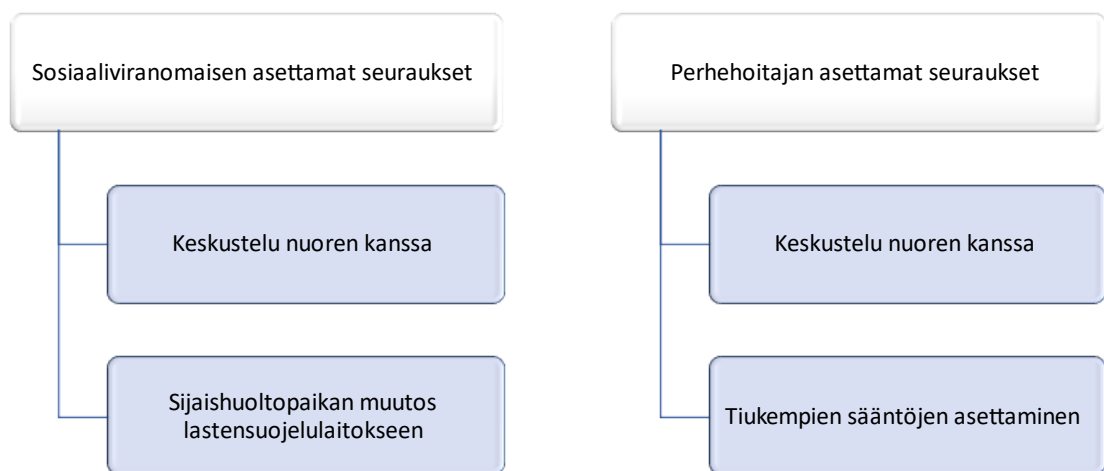 Sosiaaliviranomaisen asettamat seuraukset
Keskustelu nuoren kanssa
Sijaishuoltopaikan muutos
lastensuojelulaitokseen
Perhehoitajan asettamat seuraukset
Keskustelu nuoren kanssa
Tiukempien sääntöjen asettaminen